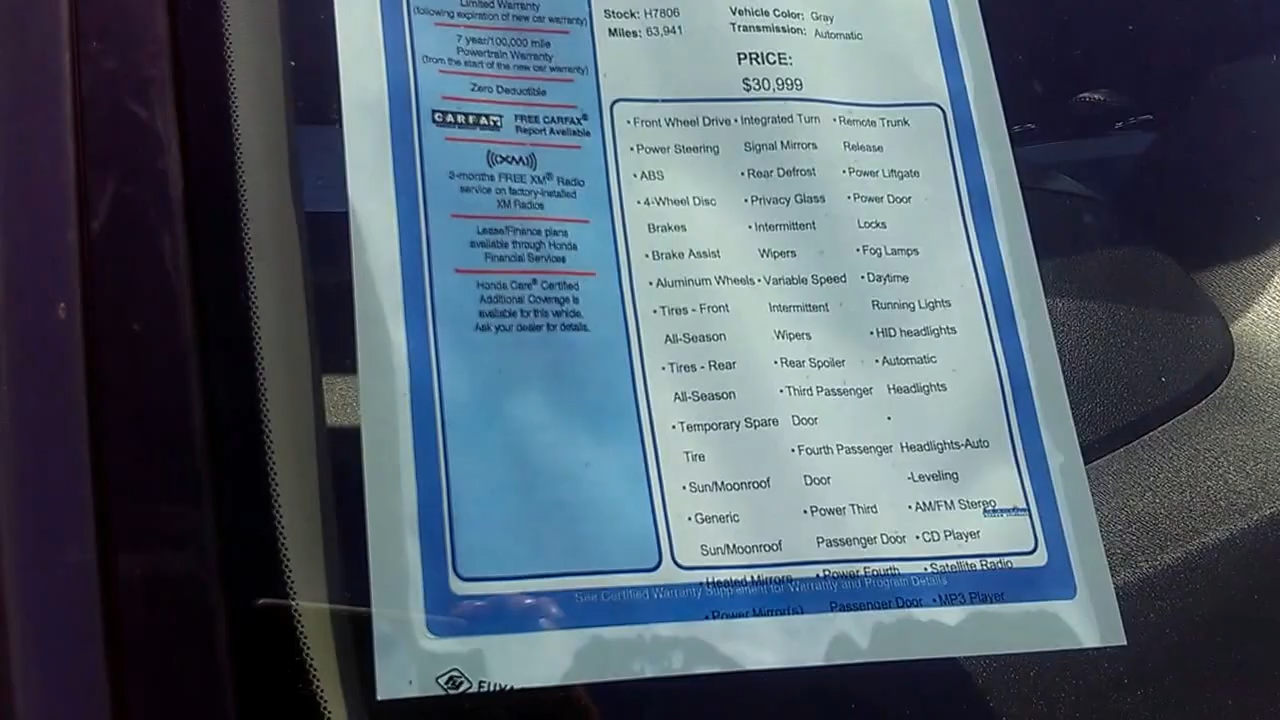 Limited Warranty
(following expiration of new car warranty)
7 year/100,000 mile
Powertrain Warranty
(from the start of the new car warranty)
Zero Deductible
CARFAX FREE CARFAX®
Report Available
((XM))
3-months FREE XM® Radio
service on factory-installed
XM Radios
Lease/Finance plans
available through Honda
Financial Services
Honda Care® Certified
Additional Coverage is
available for this vehicle.
Ask your dealer for details.
Stock: H7806 Vehicle Color: Gray
Miles: 63,941 Transmission: Automatic
PRICE:
$30,999
• Front Wheel Drive • Integrated Turn • Remote Trunk
• Power Steering Signal Mirrors Release
• ABS • Rear Defrost • Power Liftgate
• 4-Wheel Disc • Privacy Glass • Power Door
Brakes • Intermittent Locks
• Brake Assist Wipers • Fog Lamps
• Aluminum Wheels • Variable Speed • Daytime
• Tires - Front Intermittent Running Lights
All-Season Wipers • HID headlights
• Tires - Rear • Rear Spoiler • Automatic
All-Season • Third Passenger Headlights
• Temporary Spare Door •
Tire • Fourth Passenger Headlights-Auto
• Sun/Moonroof Door -Leveling
• Generic • Power Third • AM/FM Stereo
Sun/Moonroof Passenger Door • CD Player
• Heated Mirrors • Power Fourth • Satellite Radio
• Power Mirror(s) Passenger Door • MP3 Player
See Certified Warranty Supplement for Warranty and Program Details